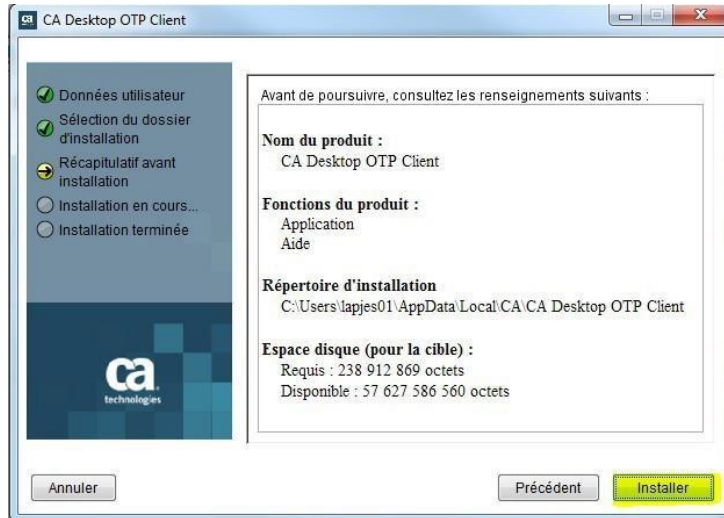 CA Desktop OTP Client
Données utilisateur
Sélection du dossier
d'installation
Récapitulatif avant
installation
Installation en cours...
Installation terminée
ca
technologies
Avant de poursuivre, consultez les renseignements suivants :
Nom du produit :
CA Desktop OTP Client
Fonctions du produit :
Application
Aide
Répertoire d'installation
C:\Users\lapjes01\AppData\Local\CA\CA Desktop OTP Client
Espace disque (pour la cible) :
Requis : 238 912 869 octets
Disponible : 57 627 586 560 octets
Annuler
Précédent
Installer